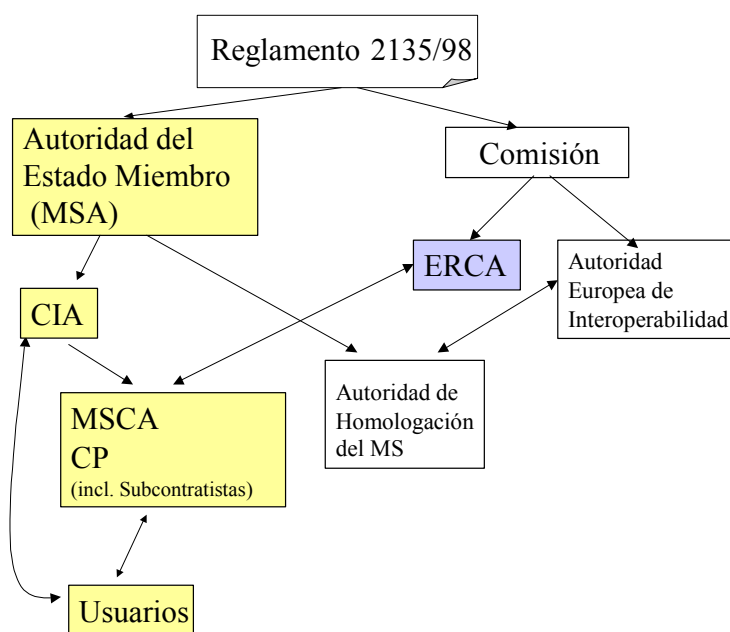 Reglamento 2135/98
Autoridad del
Estado Miembro
(MSA)
Comisión
ERCA
Autoridad
Europea de
Interoperabilidad
CIA
Autoridad de
Homologación
del MS
MSCA
CP
(incl. Subcontratistas)
Usuarios